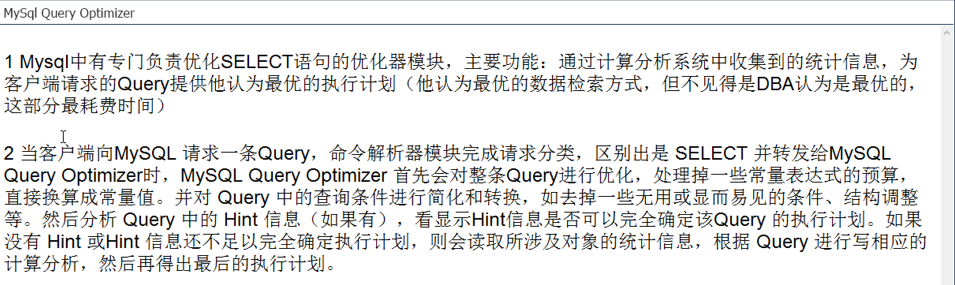 MySql Query Optimizer
1 Mysql中有专门负责优化SELECT语句的优化器模块，主要功能：通过计算分析系统中收集到的统计信息，为
客户端请求的Query提供他认为最优的执行计划（他认为最优的数据检索方式，但不见得是DBA认为是最优的，
这部分最耗费时间）
2 当客户端向MySQL 请求一条Query，命令解析器模块完成请求分类，区别出是 SELECT 并转发给MySQL
Query Optimizer时，MySQL Query Optimizer 首先会对整条Query进行优化，处理掉一些常量表达式的预算，
直接换算成常量值。并对 Query 中的查询条件进行简化和转换，如去掉一些无用或显而易见的条件、结构调整
等。然后分析 Query 中的 Hint 信息（如果有），看显示Hint信息是否可以完全确定该Query 的执行计划。如果
没有 Hint 或Hint 信息还不足以完全确定执行计划，则会读取所涉及对象的统计信息，根据 Query 进行写相应的
计算分析，然后再得出最后的执行计划。